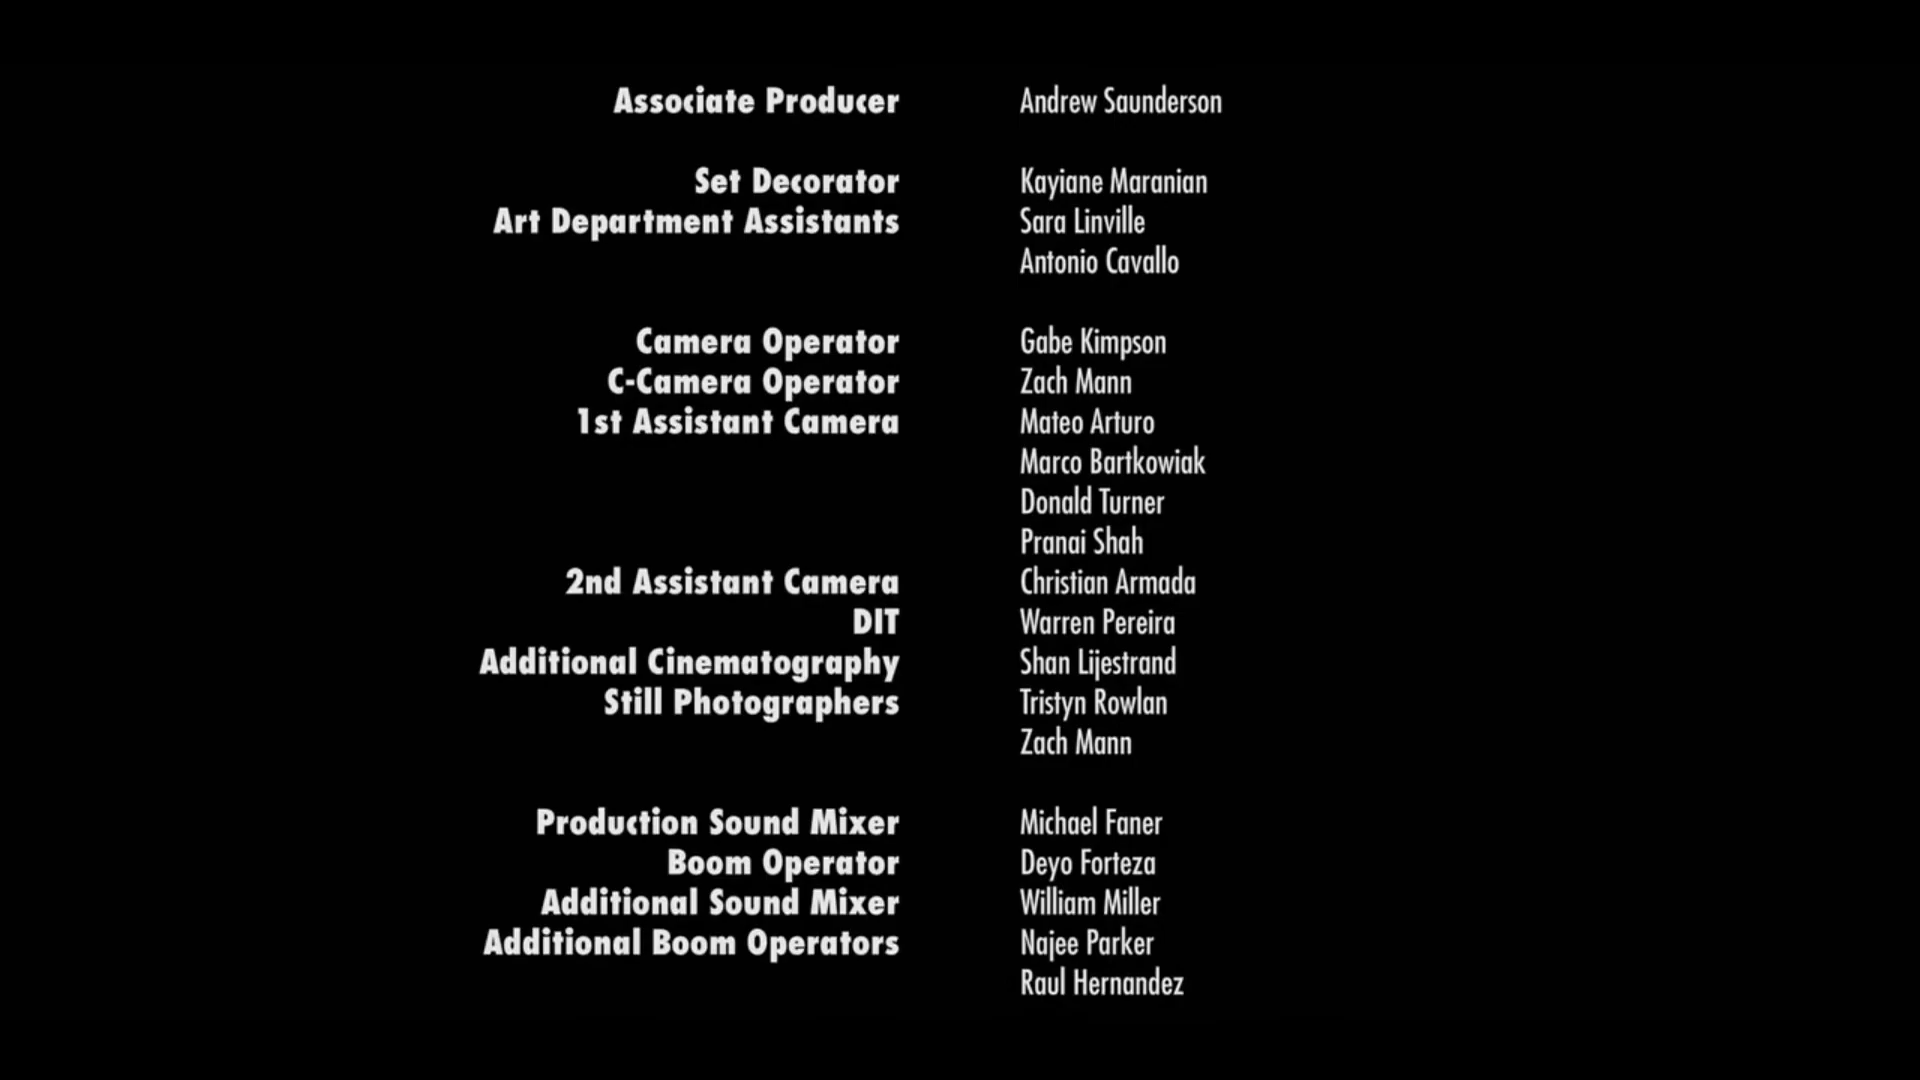 Associate Producer Andrew Saunderson
Set Decorator Kayiane Maranian
Art Department Assistants Sara Linville
Antonio Cavallo
Camera Operator Gabe Kimpson
C-Camera Operator Zach Mann
1st Assistant Camera Mateo Arturo
Marco Bartkowiak
Donald Turner
Pranai Shah
2nd Assistant Camera Christian Armada
DIT Warren Pereira
Additional Cinematography Shan Lijestrand
Still Photographers Tristyn Rowlan
Zach Mann
Production Sound Mixer Michael Faner
Boom Operator Deyo Forteza
Additional Sound Mixer William Miller
Additional Boom Operators Najee Parker
Raul Hernandez